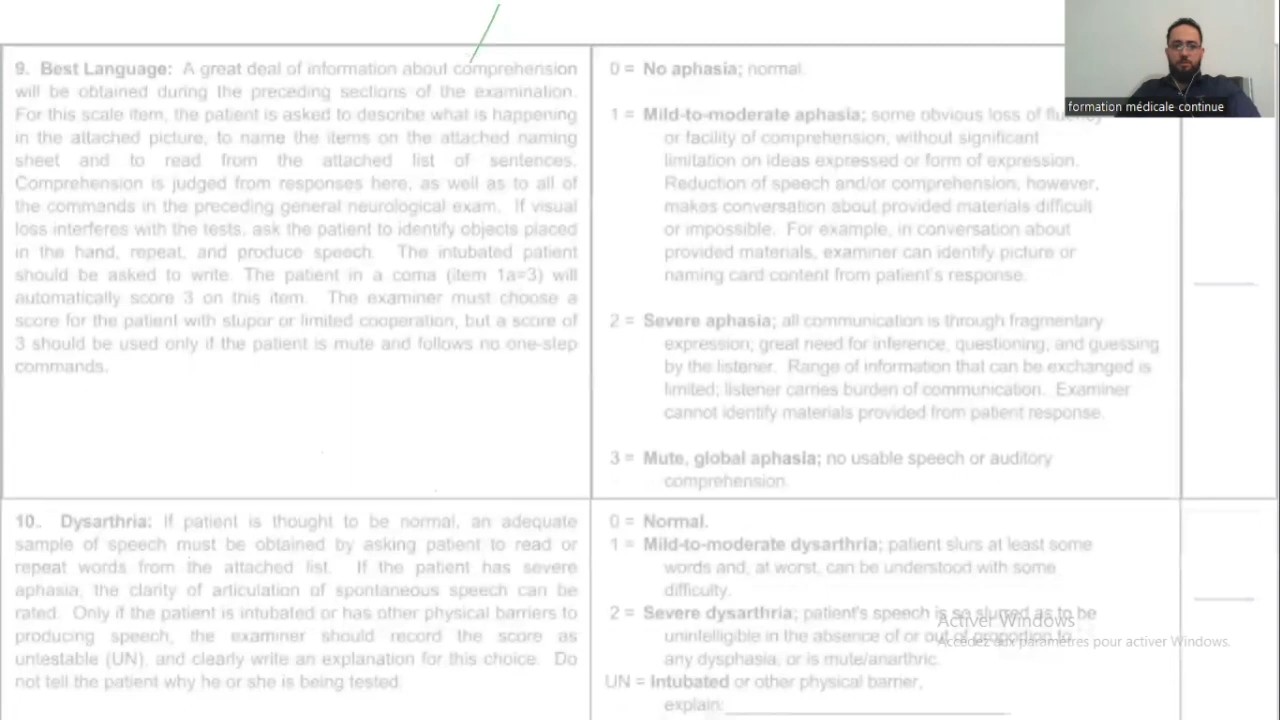 9. Best Language: A great deal of information about comprehension
will be obtained during the preceding sections of the examination.
For this scale item, the patient is asked to describe what is happening
in the attached picture, to name the items on the attached naming
sheet and to read from the attached list of sentences.
Comprehension is judged from responses here, as well as to all of
the commands in the preceding general neurological exam. If visual
loss interferes with the tests, ask the patient to identify objects placed
in the hand, repeat, and produce speech. The intubated patient
should be asked to write. The patient in a coma (item 1a=3) will
automatically score 3 on this item. The examiner must choose a
score for the patient with stupor or limited cooperation, but a score of
3 should be used only if the patient is mute and follows no one-step
commands.
0 = No aphasia; normal.
1 = Mild-to-moderate aphasia; some obvious loss of fluency
or facility of comprehension, without significant
limitation on ideas expressed or form of expression.
Reduction of speech and/or comprehension, however,
makes conversation about provided materials difficult
or impossible. For example, in conversation about
provided materials, examiner can identify picture or
naming card content from patient's response.
2 = Severe aphasia; all communication is through fragmentary
expression; great need for inference, questioning, and guessing
by the listener. Range of information that can be exchanged is
limited; listener carries burden of communication. Examiner
cannot identify materials provided from patient response.
3 = Mute, global aphasia; no usable speech or auditory
comprehension.
10. Dysarthria: If patient is thought to be normal, an adequate
sample of speech must be obtained by asking patient to read or
repeat words from the attached list. If the patient has severe
aphasia, the clarity of articulation of spontaneous speech can be
rated. Only if the patient is intubated or has other physical barriers to
producing speech, the examiner should record the score as
untestable (UN), and clearly write an explanation for this choice. Do
not tell the patient why he or she is being tested.
0 = Normal.
1 = Mild-to-moderate dysarthria; patient slurs at least some
words and, at worst, can be understood with some
difficulty.
2 = Severe dysarthria; patient's speech is so slurred as to be
unintelligible in the absence of or out of proportion to
any dysphasia, or is mute/anarthric.
UN = Intubated or other physical barrier,
explain:
formation médicale continue
Activer Windows
Accédez aux paramètres pour activer Windows.